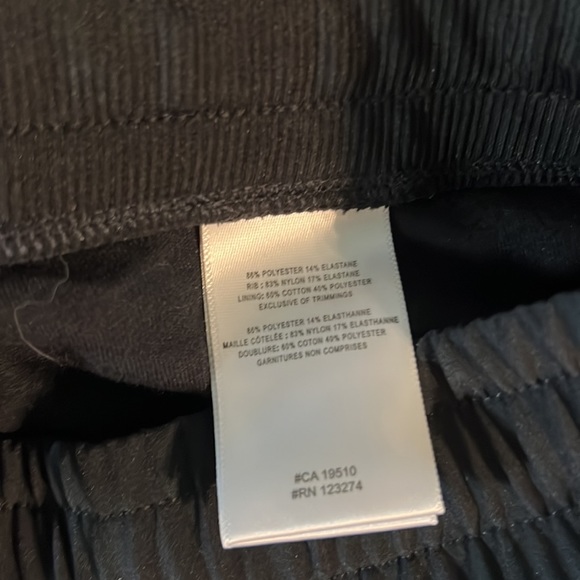 86% POLYESTER 14% ELASTANE
RIB : 83% NYLON 17% ELASTANE
LINING: 60% COTTON 40% POLYESTER
EXCLUSIVE OF TRIMMINGS
86% POLYESTER 14% ELASTHANNE
MAILLE CÔTELÉE : 83% NYLON 17% ELASTHANNE
DOUBLURE: 60% COTON 40% POLYESTER
GARNITURES NON COMPRISES
#CA 19510
#RN 123274